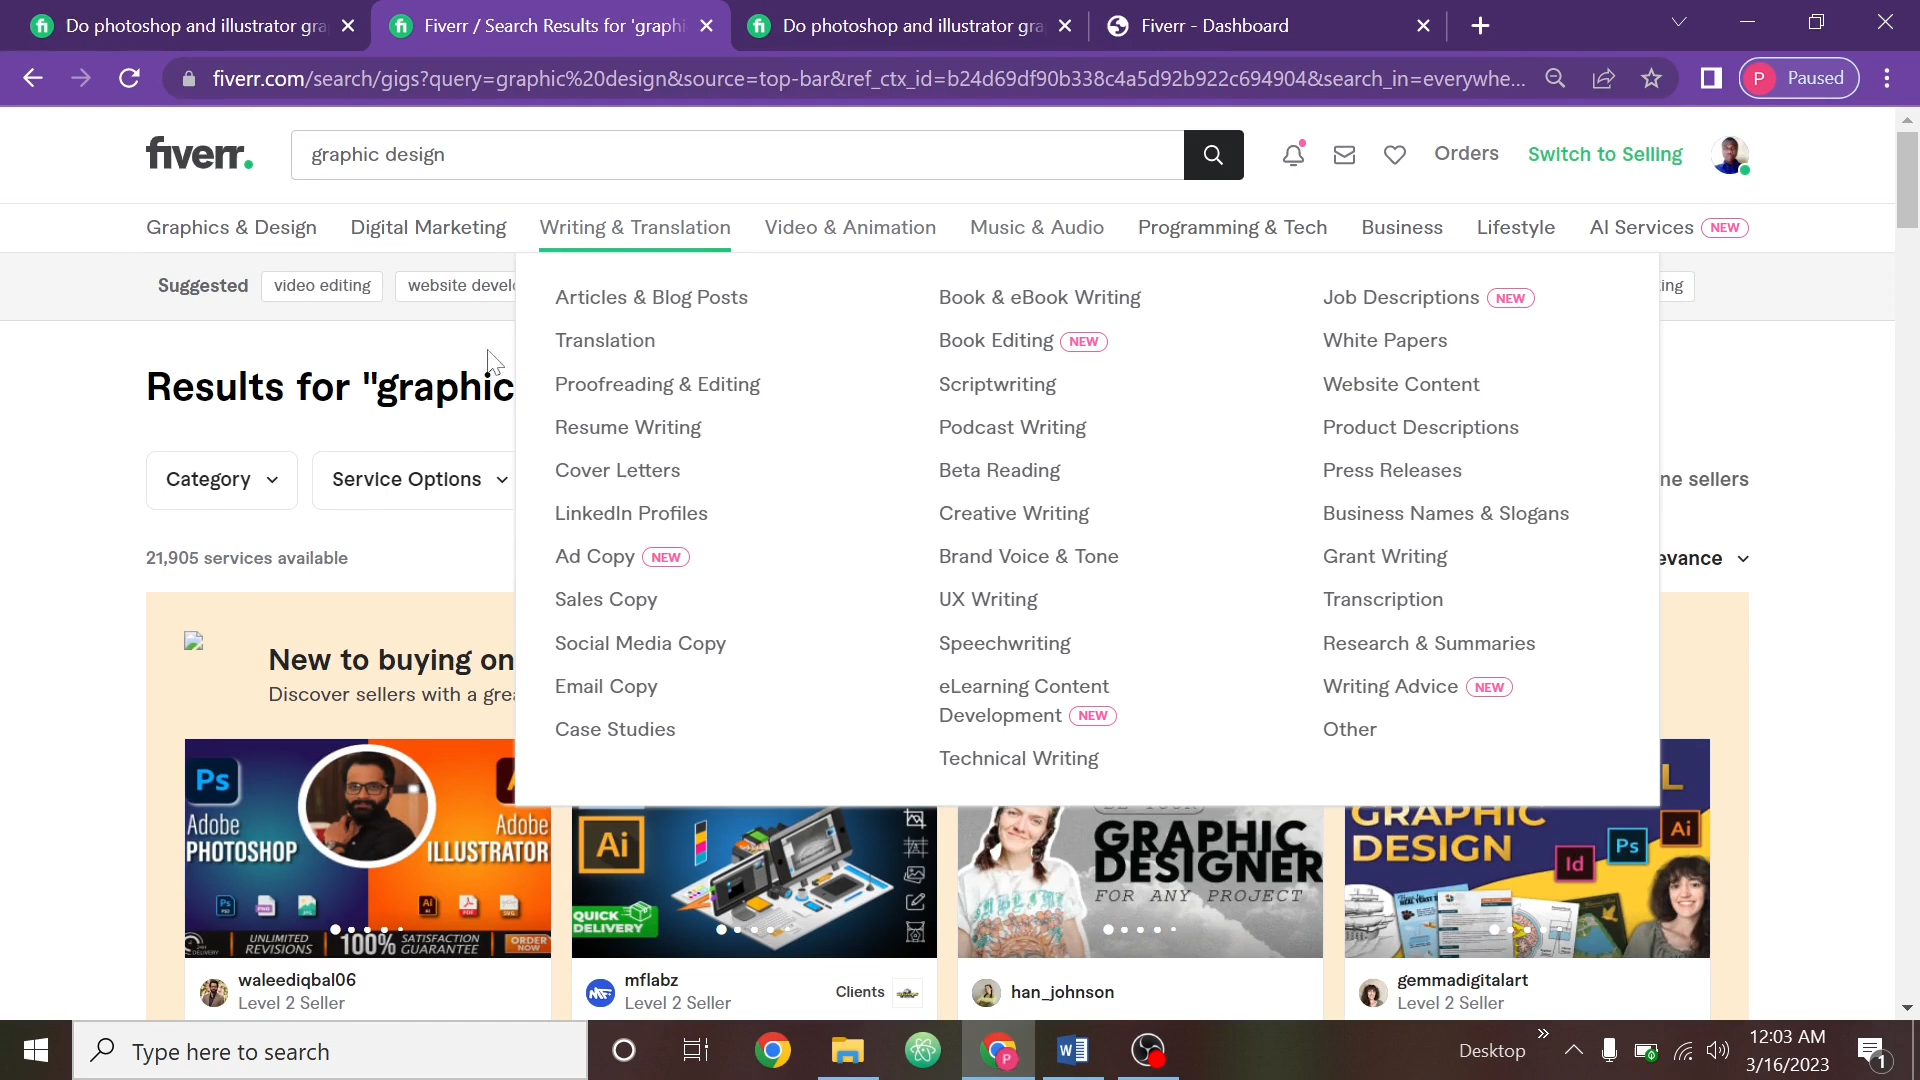 Do photoshop and illustrator gra
Fiverr / Search Results for 'graphi
Do photoshop and illustrator gra
Fiverr - Dashboard
fiverr.com/search/gigs?query=graphic%20design&source=top-bar&ref_ctx_id=b24d69df90b338c4a5d92b922c694904&search_in=everywhe...
P Paused
fiverr.
graphic design
Orders
Switch to Selling
Graphics & Design
Digital Marketing
Writing & Translation
Video & Animation
Music & Audio
Programming & Tech
Business
Lifestyle
AI Services NEW
Suggested
video editing
website develo
ing
Articles & Blog Posts
Translation
Proofreading & Editing
Resume Writing
Cover Letters
LinkedIn Profiles
Ad Copy NEW
Sales Copy
Social Media Copy
Email Copy
Case Studies
Book & eBook Writing
Book Editing NEW
Scriptwriting
Podcast Writing
Beta Reading
Creative Writing
Brand Voice & Tone
UX Writing
Speechwriting
eLearning Content
Development NEW
Technical Writing
Job Descriptions NEW
White Papers
Website Content
Product Descriptions
Press Releases
Business Names & Slogans
Grant Writing
Transcription
Research & Summaries
Writing Advice NEW
Other
Results for "graphic
Category
Service Options
ne sellers
21,905 services available
evance
New to buying on
Discover sellers with a grea
Ps
Adobe
PHOTOSHOP
Adobe
ILLUSTRATOR
UNLIMITED
REVISIONS
100% SATISFACTION
GUARANTEE
ORDER
NOW
Ai
QUICK
DELIVERY
GRAPHIC
DESIGNER
FOR ANY PROJECT
GRAPHIC
DESIGN
Id
Ps
Ai
waleediqbal06
Level 2 Seller
mflabz
Level 2 Seller
Clients
han_johnson
gemmadigitalart
Level 2 Seller
Type here to search
Desktop
12:03 AM
3/16/2023
1